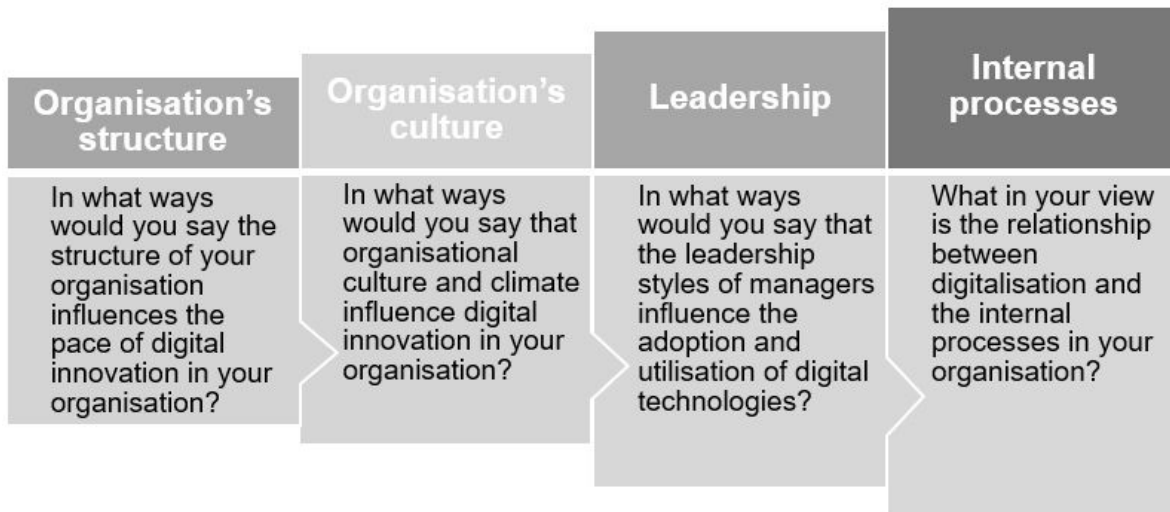 Organisation's
structure
In what ways
would you say the
structure of your
organisation
influences the
pace of digital
innovation in your
organisation?
Organisation's
culture
In what ways
would you say that
organisational
culture and climate
influence digital
innovation in your
organisation?
Leadership
In what ways
would you say that
the leadership
styles of managers
influence the
adoption and
utilisation of digital
technologies?
Internal
processes
What in your view
is the relationship
between
digitalisation and
the internal
processes in your
organisation?